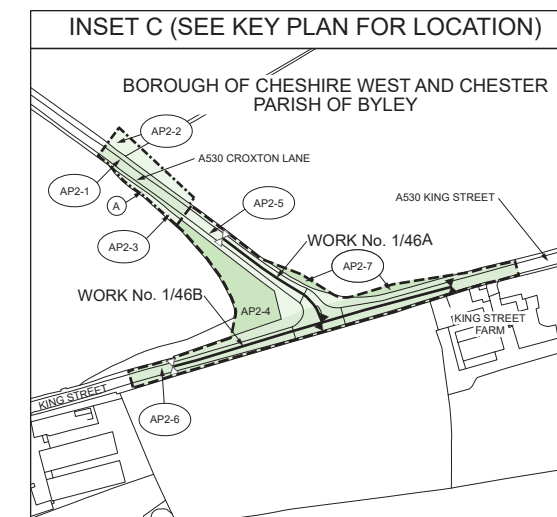 INSET C (SEE KEY PLAN FOR LOCATION)
BOROUGH OF CHESHIRE WEST AND CHESTER
PARISH OF BYLEY
AP2-2
A530 CROXTON LANE
AP2-1
A
AP2-5
A530 KING STREET
AP2-3
WORK No. 1/46A
AP2-7
WORK No. 1/46B
AP2-4
KING STREET
FARM
KING STREET
AP2-6